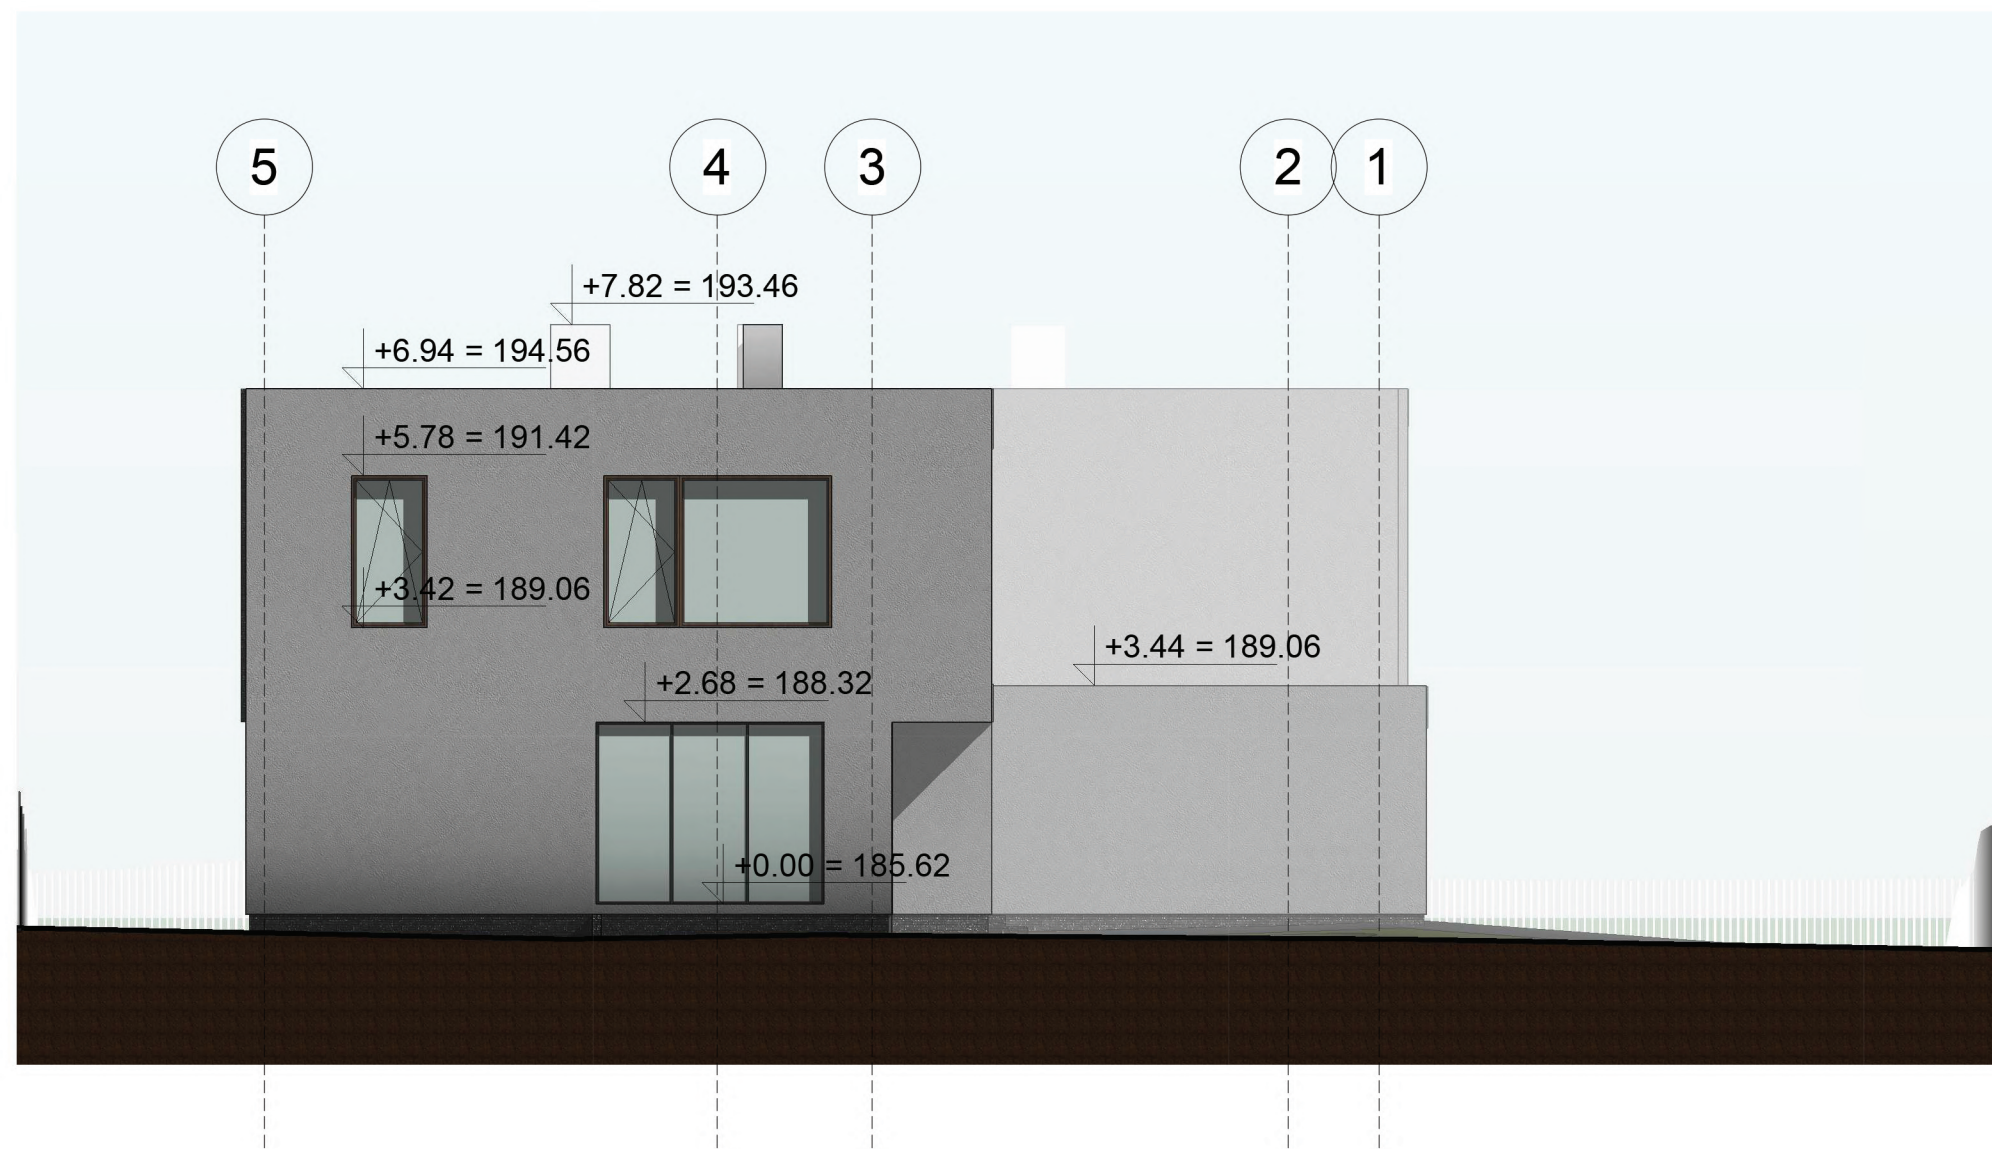 5
4
3
2
1
+7.82 = 193.46
+6.94 = 194.56
+5.78 = 191.42
+3.42 = 189.06
+3.44 = 189.06
+2.68 = 188.32
+0.00 = 185.62